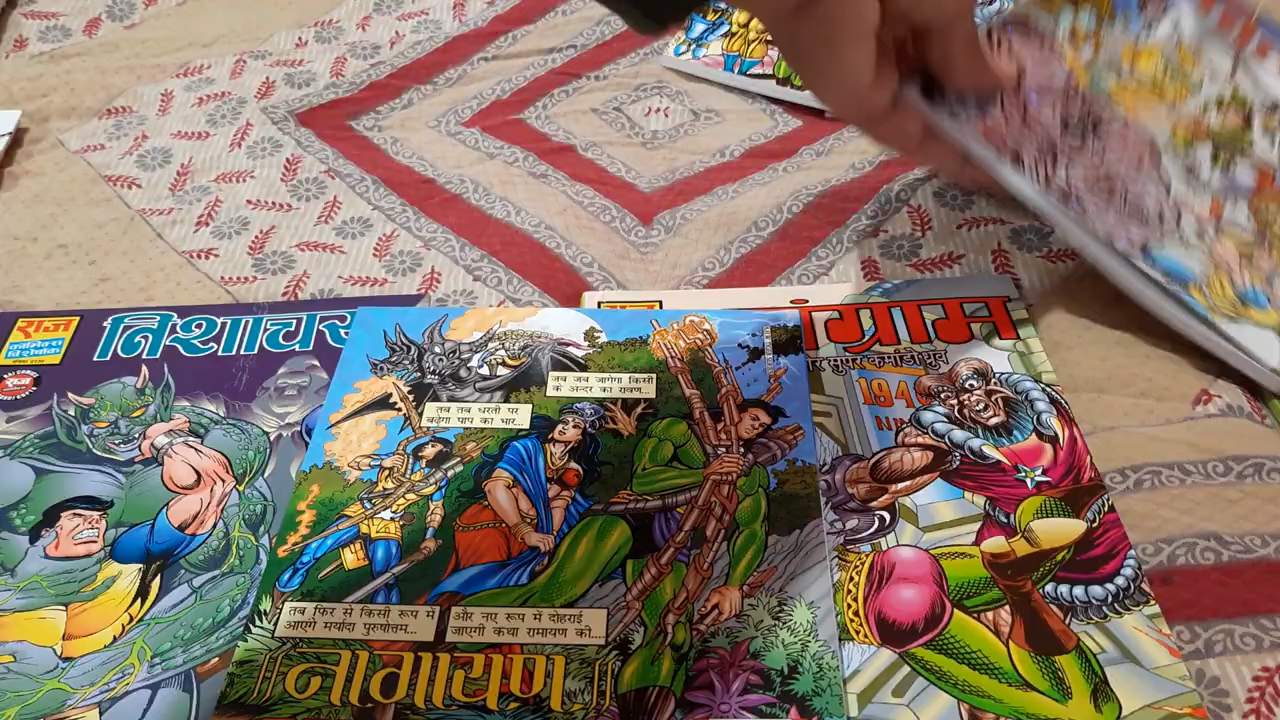 राज
कॉमिक्स
विशेषांक
राज
निशाचर
जब जब जागेगा किसी
के अन्दर का रावण...
तब तब धरती पर
बढ़ेगा पाप का भार...
तब फिर से किसी रूप में
आएंगे मर्यादा पुरुषोत्तम...
और नए रूप में दोहराई
जाएगी कथा रामायण की...
॥नागायण॥
राज
ंग्राम
र सुपर कमांडो ध्रुव
194